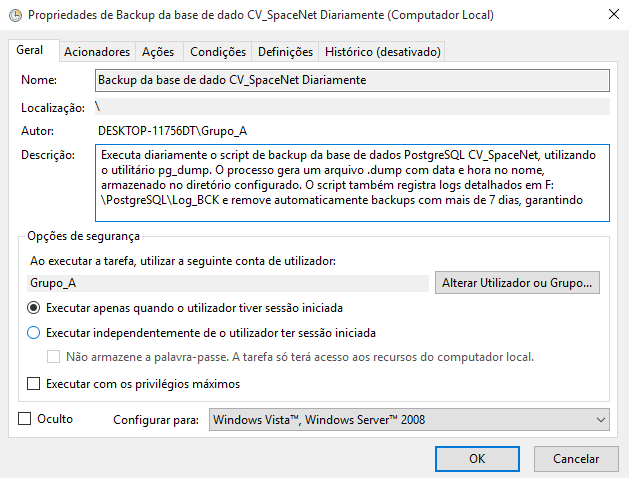 Propriedades de Backup da base de dado CV_SpaceNet Diariamente (Computador Local)
Geral Acionadores Ações Condições Definições Histórico (desativado)
Nome: Backup da base de dado CV_SpaceNet Diariamente
Localização: \
Autor: DESKTOP-11756DT\Grupo_A
Descrição: Executa diariamente o script de backup da base de dados PostgreSQL CV_SpaceNet, utilizando
o utilitário pg_dump. O processo gera um arquivo .dump com data e hora no nome,
armazenado no diretório configurado. O script também registra logs detalhados em F:
\PostgreSQL\Log_BCK e remove automaticamente backups com mais de 7 dias, garantindo
Opções de segurança
Ao executar a tarefa, utilizar a seguinte conta de utilizador:
Grupo_A Alterar Utilizador ou Grupo...
Executar apenas quando o utilizador tiver sessão iniciada
Executar independentemente de o utilizador ter sessão iniciada
Não armazene a palavra-passe. A tarefa só terá acesso aos recursos do computador local.
Executar com os privilégios máximos
Oculto Configurar para: Windows Vista™, Windows Server™ 2008
OK Cancelar